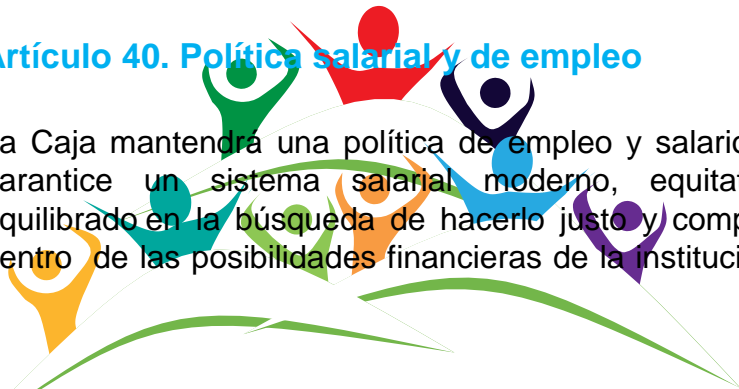 rtículo 40. Política salarial y de empleo
a Caja mantendrá una política de empleo y salario
arantice un sistema salarial moderno, equitat
quilibrado en la búsqueda de hacerlo justo y comp
entro de las posibilidades financieras de la instituci